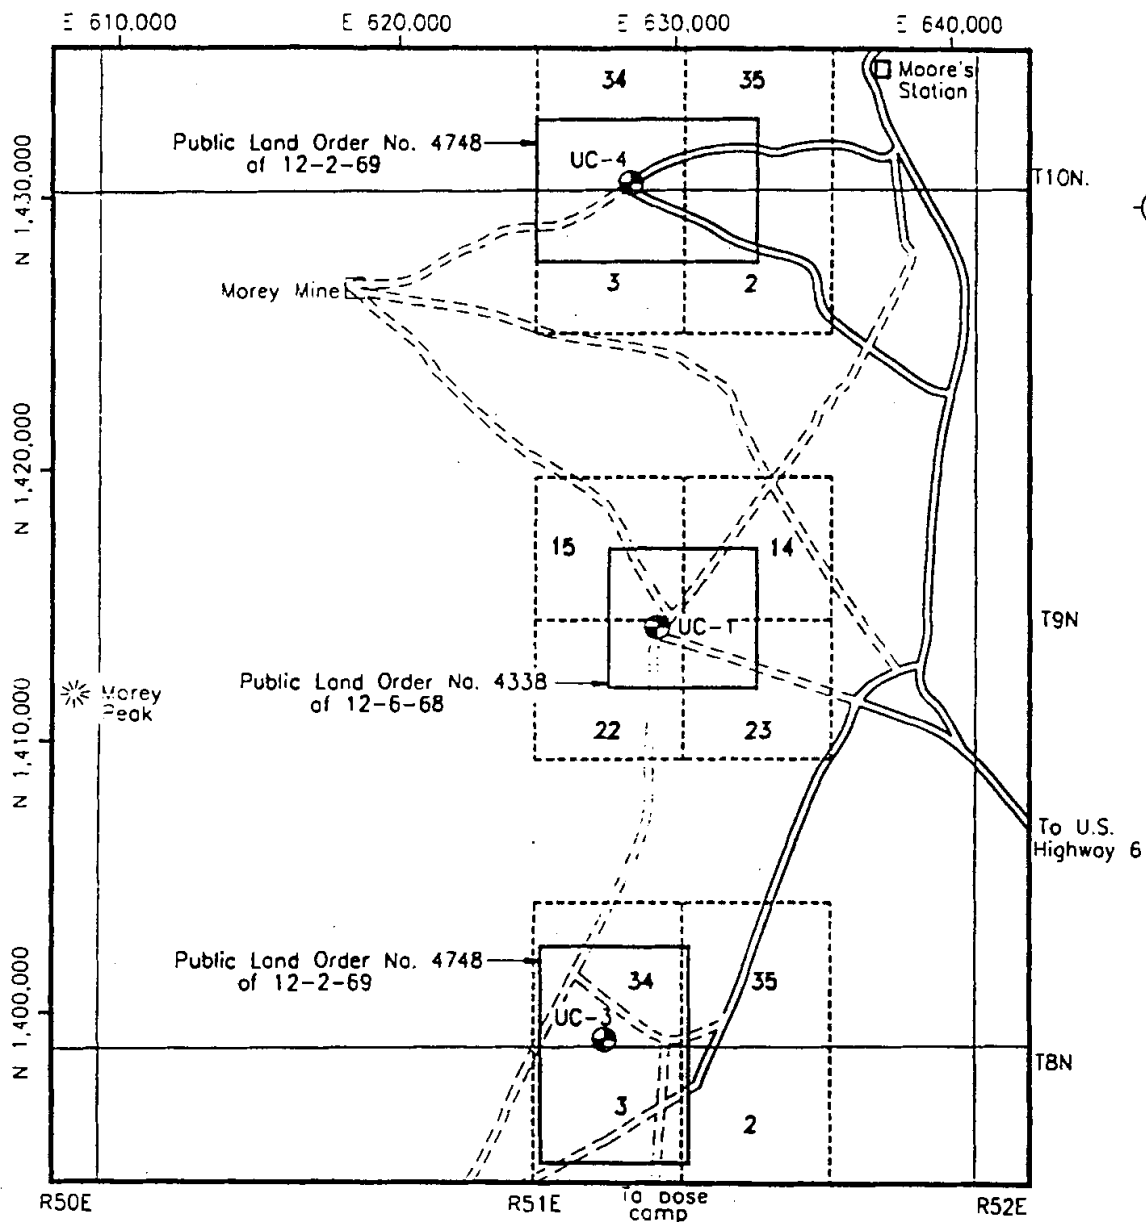 E 610,000
E 620,000
E 630,000
E 640,000
34
35
Moore's
Station
Public Land Order No. 4748
of 12-2-69
UC-4
T10N.
N 1,430,000
Morey Mine
3
2
N 1,420,000
15
14
UC-1
T9N
Public Land Order No. 4338
of 12-6-68
Morey
Peak
22
23
N 1,410,000
To U.S.
Highway 6
Public Land Order No. 4748
of 12-2-69
34
35
UC-3
N 1,400,000
T8N
3
2
R50E
R51E
To base
camp
R52E